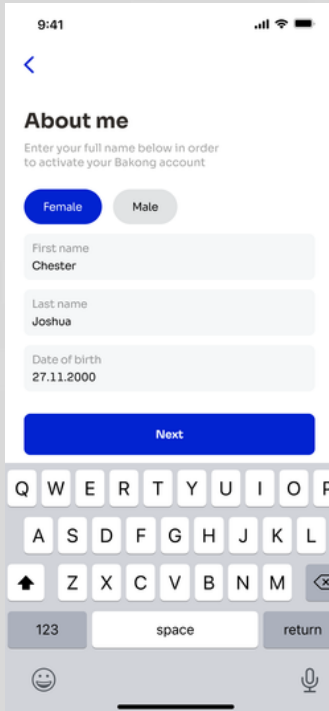 9:41
About me
Enter your full name below in order
to activate your Bakong account
Female Male
First name
Chester
Last name
Joshua
Date of birth
27.11.2000
Next
Q W E R T Y U I O P
A S D F G H J K L
Z X C V B N M
123 space return